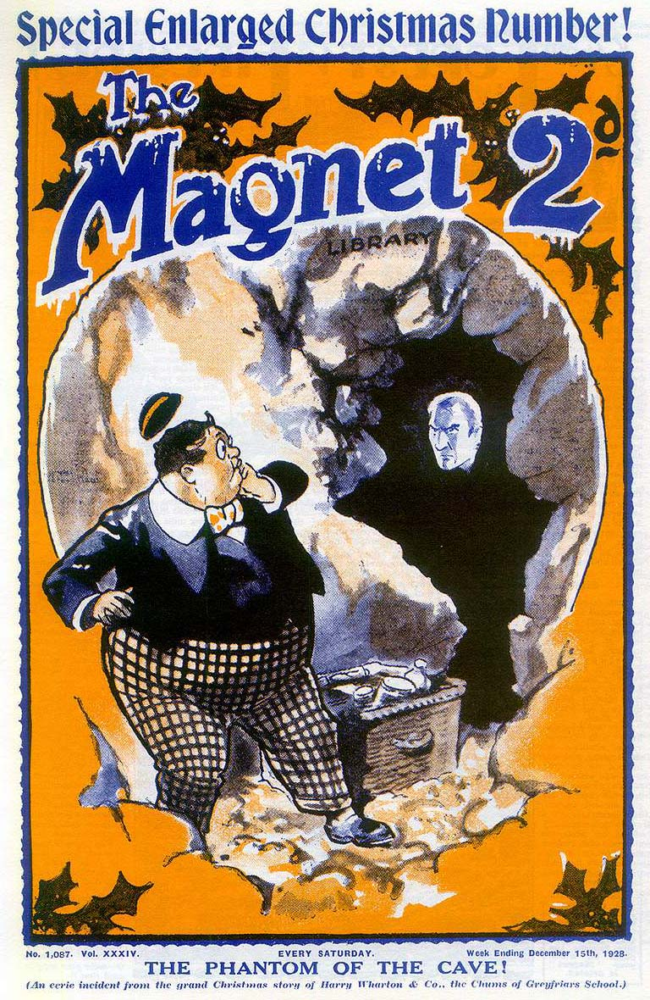 Special Enlarged Christmas Number!
The
Magnet 2d
LIBRARY
No. 1,087. Vol. XXXIV. EVERY SATURDAY. Week Ending December 15th, 1928.
THE PHANTOM OF THE CAVE!
(An eerie incident from the grand Christmas story of Harry Wharton & Co., the Chums of Greyfriars School.)